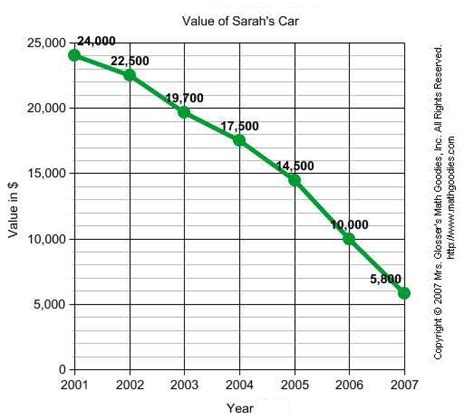 Value of Sarah's Car
25,000
20,000
15,000
10,000
5,000
0
Value in $
24,000
22,500
19,700
17,500
14,500
10,000
5,800
2001 2002 2003 2004 2005 2006 2007
Year
Copyright © 2007 Mrs. Glosser's Math Goodies, Inc. All Rights Reserved.
http://www.mathgoodies.com